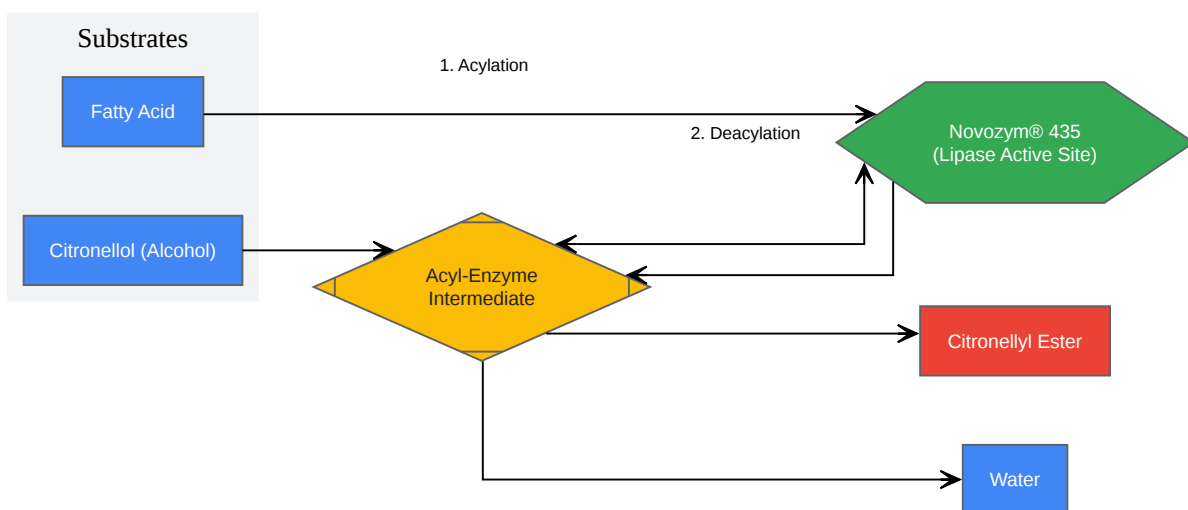 Substrates
1. Acylation
Fatty Acid
2. Deacylation
Novozym® 435
(Lipase Active Site)
Citronellol (Alcohol)
Acyl-Enzyme
Intermediate
Citronellyl Ester
Water